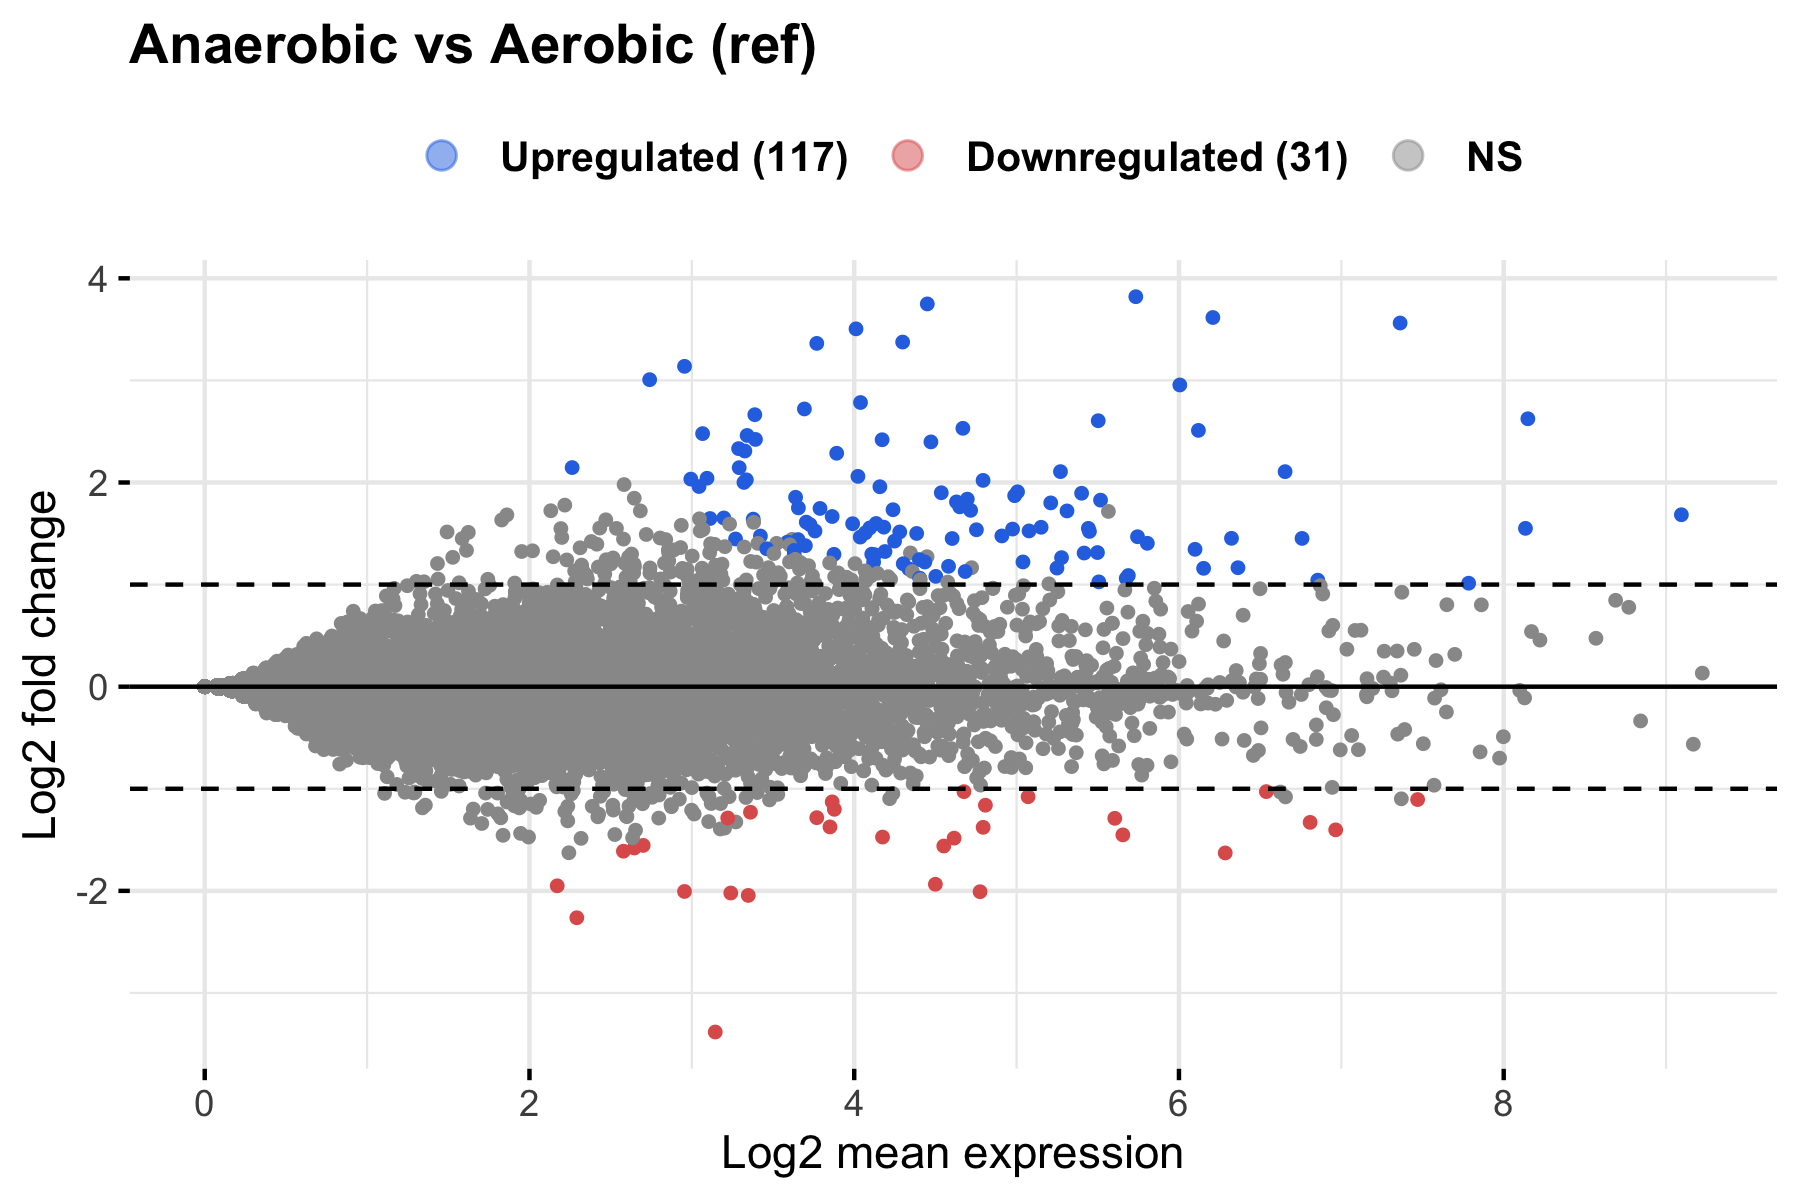 Anaerobic vs Aerobic (ref)
Upregulated (117) Downregulated (31) NS
4
2
0
-2
Log2 fold change
0 2 4 6 8
Log2 mean expression